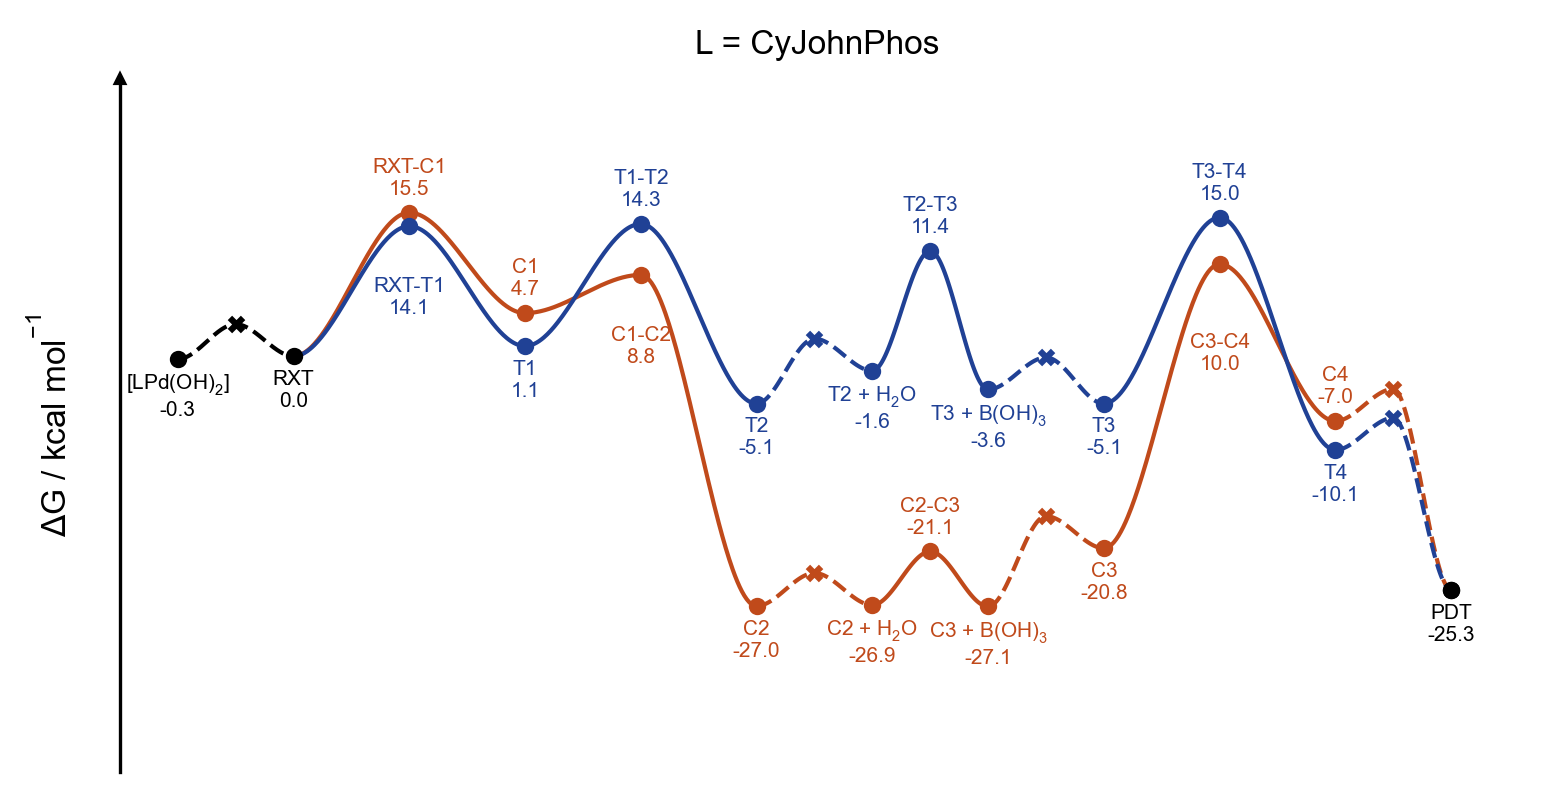 L = CyJohnPhos
ΔG / kcal mol⁻¹
[LPd(OH)₂]
-0.3
RXT
0.0
RXT-C1
15.5
RXT-T1
14.1
C1
4.7
T1
1.1
T1-T2
14.3
C1-C2
8.8
T2
-5.1
C2
-27.0
T2 + H₂O
-1.6
C2 + H₂O
-26.9
T2-T3
11.4
C2-C3
-21.1
T3 + B(OH)₃
-3.6
C3 + B(OH)₃
-27.1
T3
-5.1
C3
-20.8
T3-T4
15.0
C3-C4
10.0
C4
-7.0
T4
-10.1
PDT
-25.3